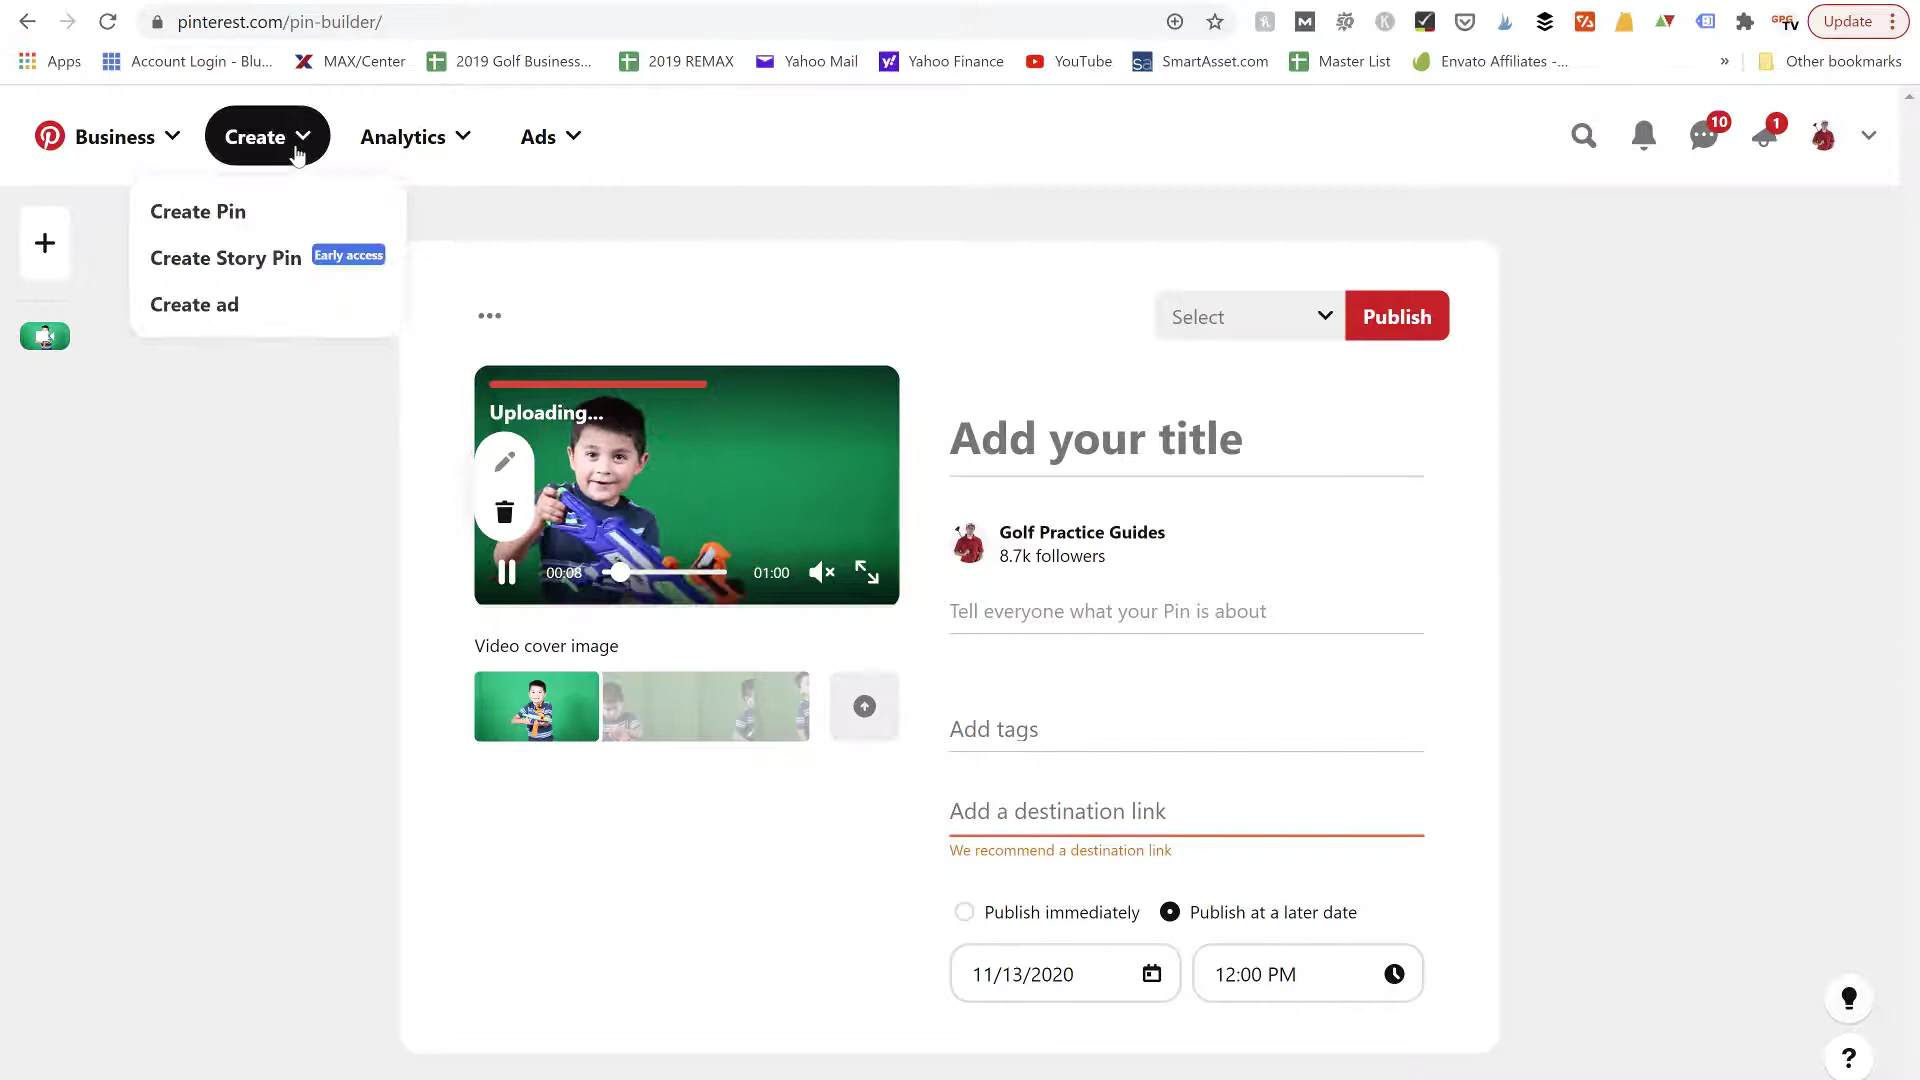 pinterest.com/pin-builder/
Update
Apps
Account Login - Blu...
MAX/Center
2019 Golf Business...
2019 REMAX
Yahoo Mail
Yahoo Finance
YouTube
SmartAsset.com
Master List
Envato Affiliates -...
»
Other bookmarks
Business
Create
Analytics
Ads
10
1
Create Pin
Create Story Pin Early access
Create ad
Select
Publish
Uploading...
00:08
01:00
Add your title
Golf Practice Guides
8.7k followers
Tell everyone what your Pin is about
Video cover image
Add tags
Add a destination link
We recommend a destination link
Publish immediately
Publish at a later date
11/13/2020
12:00 PM
?